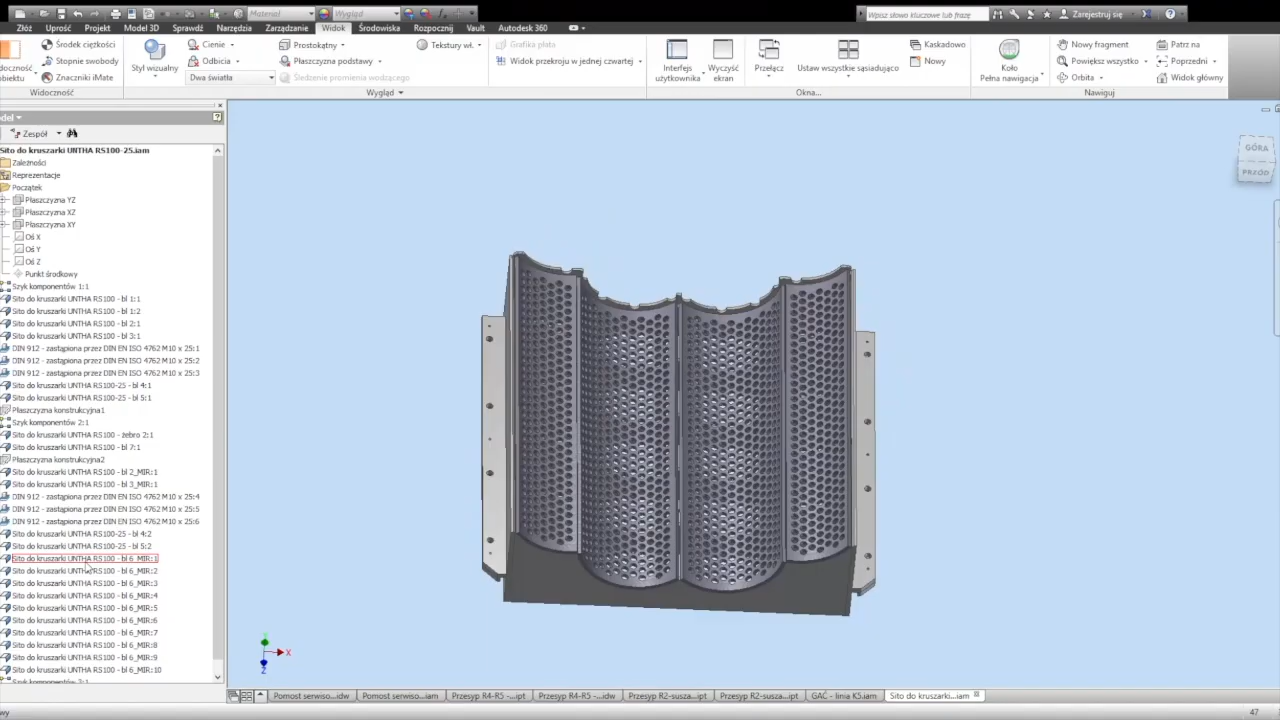 Materiał
Wygląd
Wpisz słowo kluczowe lub frazę
Zarejestruj się
Złóż Uprość Projekt Model 3D Sprawdź Narzędzia Zarządzanie Widok Środowiska Rozpocznij Vault Autodesk 360
Środek ciężkości
Stopnie swobody
Znaczniki iMate
Widoczność
Styl wizualny
Cienie
Odbicia
Dwa światła
Prostokątny
Płaszczyzna podstawy
Śledzenie promienia wodzącego
Tekstury wł.
Wygląd
Grafika płata
Widok przekroju w jednej czwartej
Interfejs użytkownika
Wyczyść ekran
Przełącz
Ustaw wszystkie sąsiadująco
Kaskadowo
Nowy
Okna...
Koło
Pełna nawigacja
Nowy fragment
Powiększ wszystko
Orbita
Patrz na
Poprzedni
Widok główny
Nawiguj
Zespół
Sito do kruszarki UNTHA RS100-25.iam
Zależności
Reprezentacje
Początek
Płaszczyzna YZ
Płaszczyzna XZ
Płaszczyzna XY
Oś X
Oś Y
Oś Z
Punkt środkowy
Szyk komponentów 1:1
Sito do kruszarki UNTHA RS100 - bl 1:1
Sito do kruszarki UNTHA RS100 - bl 1:2
Sito do kruszarki UNTHA RS100 - bl 2:1
Sito do kruszarki UNTHA RS100 - bl 3:1
DIN 912 - zastąpiona przez DIN EN ISO 4762 M10 x 25:1
DIN 912 - zastąpiona przez DIN EN ISO 4762 M10 x 25:2
DIN 912 - zastąpiona przez DIN EN ISO 4762 M10 x 25:3
Sito do kruszarki UNTHA RS100-25 - bl 4:1
Sito do kruszarki UNTHA RS100-25 - bl 5:1
Płaszczyzna konstrukcyjna1
Szyk komponentów 2:1
Sito do kruszarki UNTHA RS100 - żebro 2:1
Sito do kruszarki UNTHA RS100 - bl 7:1
Płaszczyzna konstrukcyjna2
Sito do kruszarki UNTHA RS100 - bl 2_MIR:1
Sito do kruszarki UNTHA RS100 - bl 3_MIR:1
DIN 912 - zastąpiona przez DIN EN ISO 4762 M10 x 25:4
DIN 912 - zastąpiona przez DIN EN ISO 4762 M10 x 25:5
DIN 912 - zastąpiona przez DIN EN ISO 4762 M10 x 25:6
Sito do kruszarki UNTHA RS100-25 - bl 4:2
Sito do kruszarki UNTHA RS100-25 - bl 5:2
Sito do kruszarki UNTHA RS100 - bl 6_MIR:1
Sito do kruszarki UNTHA RS100 - bl 6_MIR:2
Sito do kruszarki UNTHA RS100 - bl 6_MIR:3
Sito do kruszarki UNTHA RS100 - bl 6_MIR:4
Sito do kruszarki UNTHA RS100 - bl 6_MIR:5
Sito do kruszarki UNTHA RS100 - bl 6_MIR:6
Sito do kruszarki UNTHA RS100 - bl 6_MIR:7
Sito do kruszarki UNTHA RS100 - bl 6_MIR:8
Sito do kruszarki UNTHA RS100 - bl 6_MIR:9
Sito do kruszarki UNTHA RS100 - bl 6_MIR:10
GÓRA
PRZÓD
X
Z
Pomost serwiso...idw Pomost serwiso...iam Przesyp R4-R5 -...ipt Przesyp R4-R5 -...idw Przesyp R2-susza...ipt Przesyp R2-susza...ipt GAĆ - linia K5.iam Sito do kruszarki...iam
47